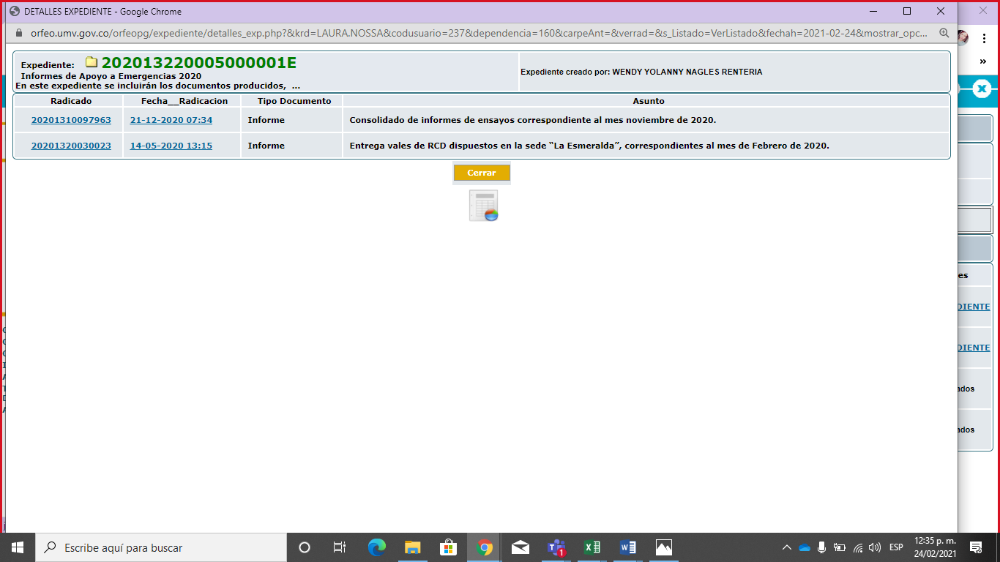 DETALLES EXPEDIENTE - Google Chrome
orfeo.umv.gov.co/orfeopg/expediente/detalles_exp.php?&krd=LAURA.NOSSA&codusuario=237&dependencia=160&carpeAnt=&verrad=&s_Listado=VerListado&fechah=2021-02-24&mostrar_opc...
Expediente: 202013220005000001E
Informes de Apoyo a Emergencias 2020
En este expediente se incluirán los documentos producidos, ...
Expediente creado por: WENDY YOLANNY NAGLES RENTERIA
Radicado Fecha__Radicacion Tipo Documento Asunto
20201310097963 21-12-2020 07:34 Informe Consolidado de informes de ensayos correspondiente al mes noviembre de 2020.
20201320030023 14-05-2020 13:15 Informe Entrega vales de RCD dispuestos en la sede “La Esmeralda”, correspondientes al mes de Febrero de 2020.
Cerrar
es
DIENTE
DIENTE
ados
ados
Escribe aquí para buscar
1
ESP
12:35 p. m.
24/02/2021